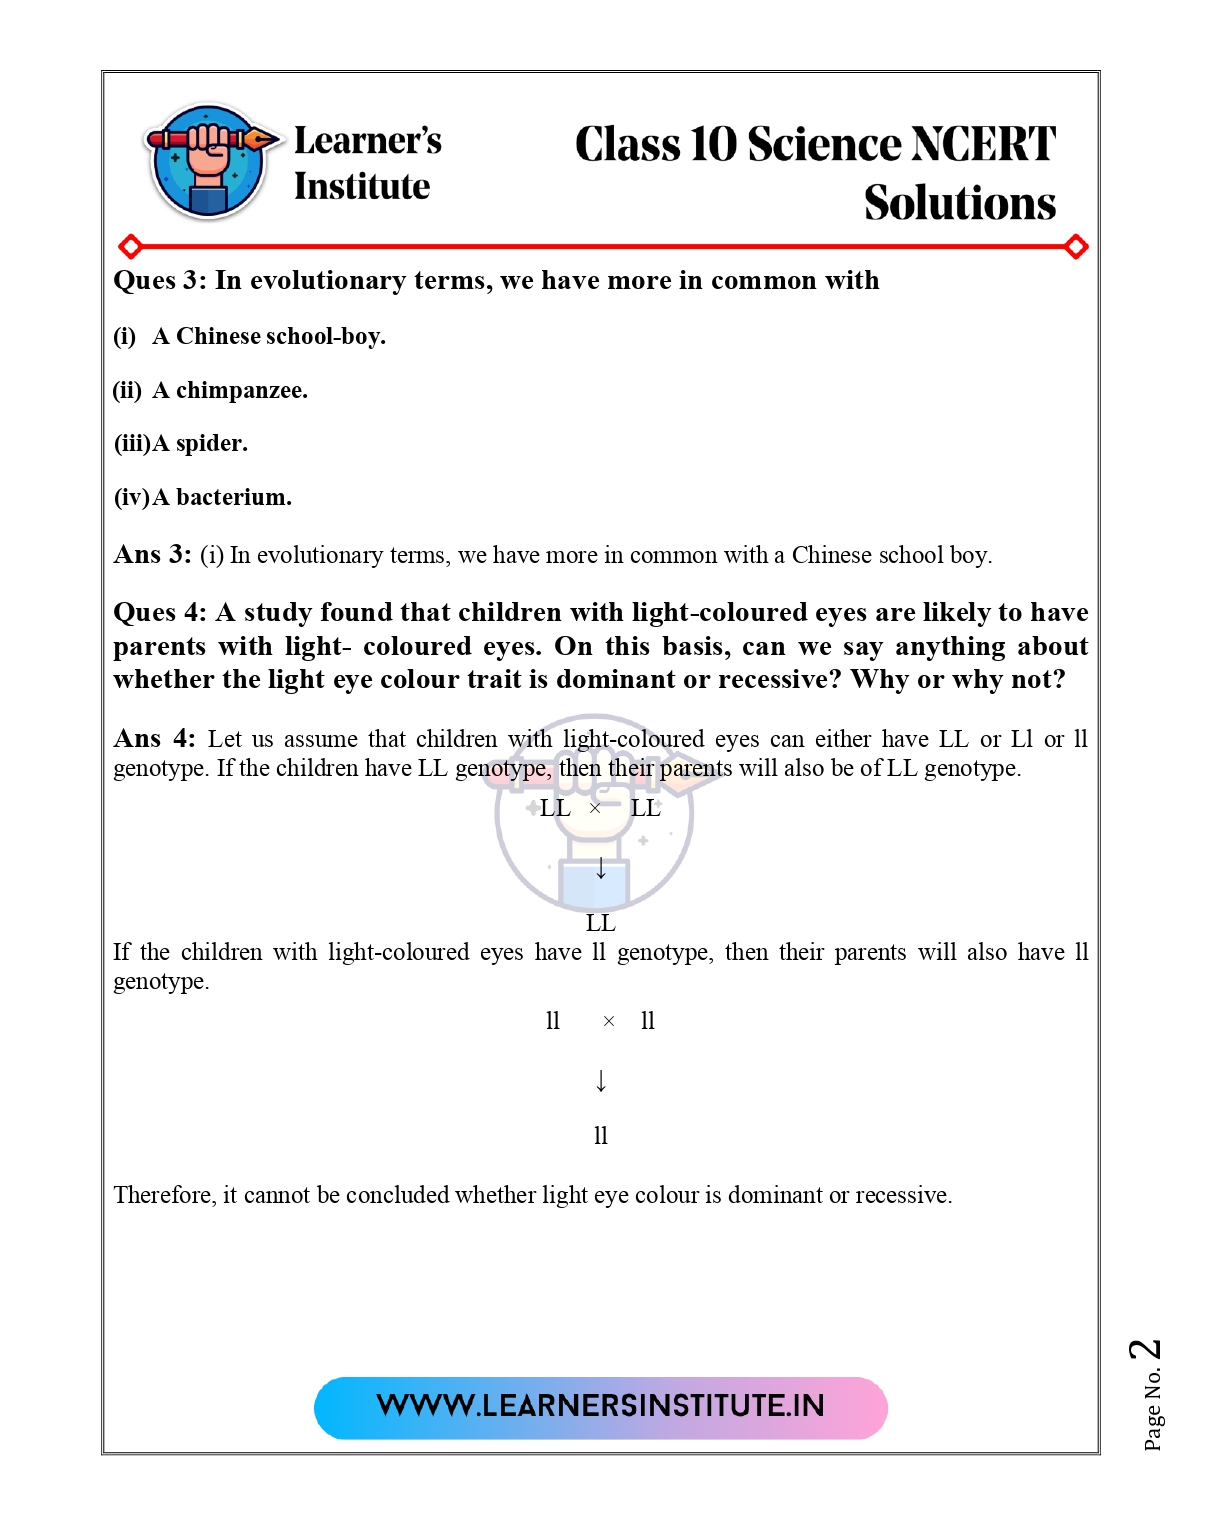 Learner's
Institute
Class 10 Science NCERT
Solutions
Ques 3: In evolutionary terms, we have more in common with
(i) A Chinese school-boy.
(ii) A chimpanzee.
(iii)A spider.
(iv)A bacterium.
Ans 3: (i) In evolutionary terms, we have more in common with a Chinese school boy.
Ques 4: A study found that children with light-coloured eyes are likely to have
parents with light- coloured eyes. On this basis, can we say anything about
whether the light eye colour trait is dominant or recessive? Why or why not?
Ans 4: Let us assume that children with light-coloured eyes can either have LL or Ll or ll
genotype. If the children have LL genotype, then their parents will also be of LL genotype.
LL × LL
↓
LL
If the children with light-coloured eyes have ll genotype, then their parents will also have ll
genotype.
ll × ll
↓
ll
Therefore, it cannot be concluded whether light eye colour is dominant or recessive.
WWW.LEARNERSINSTITUTE.IN
Page No. 2